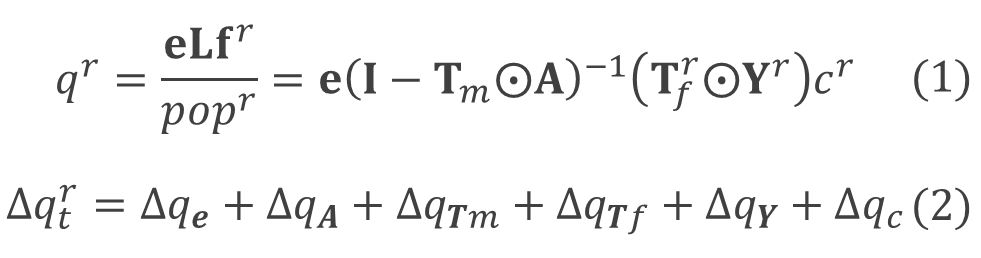 q^r = eLf^r / pop^r = e(I − T_m⊙A)^{−1}(T_f^r⊙Y^r)c^r (1)
Δq_t^r = Δq_e + Δq_A + Δq_{Tm} + Δq_{Tf} + Δq_Y + Δq_c (2)